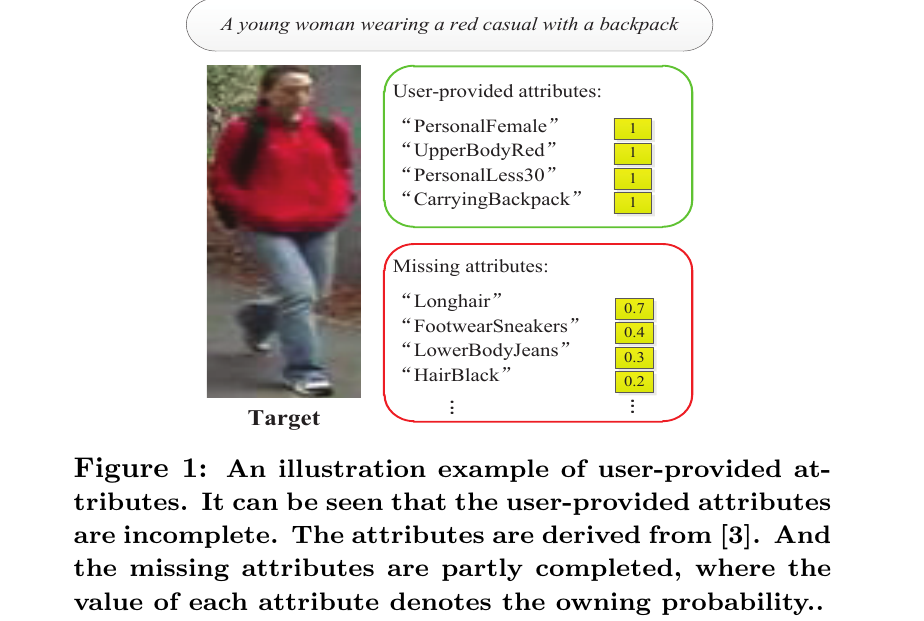 A young woman wearing a red casual with a backpack
User-provided attributes:
“PersonalFemale” 1
“UpperBodyRed” 1
“PersonalLess30” 1
“CarryingBackpack” 1
Missing attributes:
“Longhair” 0.7
“FootwearSneakers” 0.4
“LowerBodyJeans” 0.3
“HairBlack” 0.2
⋮ ⋮
Target
Figure 1: An illustration example of user-provided at-
tributes. It can be seen that the user-provided attributes
are incomplete. The attributes are derived from [3]. And
the missing attributes are partly completed, where the
value of each attribute denotes the owning probability..